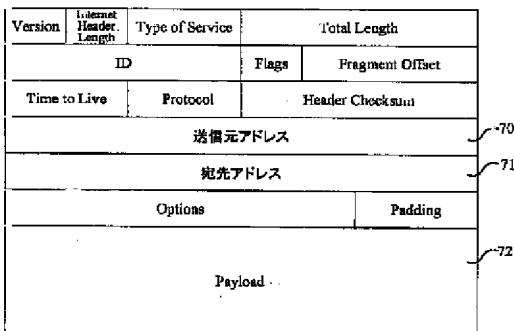 Version Internet Header Length Type of Service Total Length
ID Flags Fragment Offset
Time to Live Protocol Header Checksum
送信元アドレス 70
宛先アドレス 71
Options Padding
72
Payload